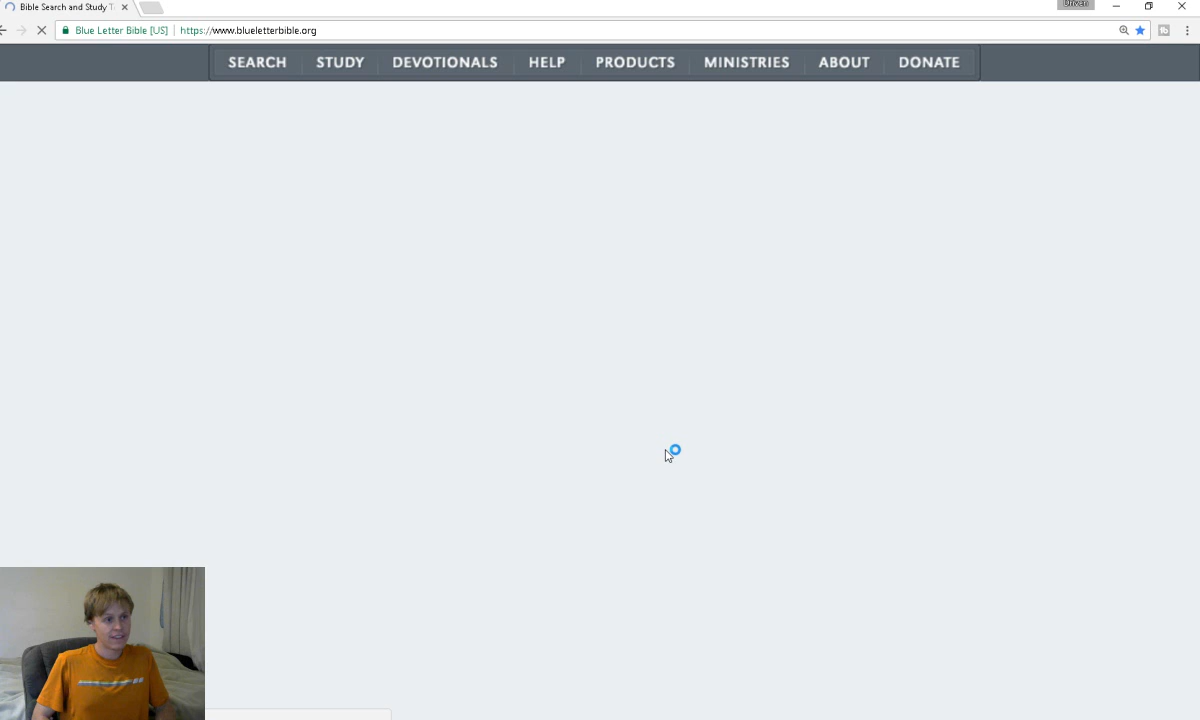 Bible Search and Study T
Driven
Blue Letter Bible [US] https://www.blueletterbible.org
SEARCH STUDY DEVOTIONALS HELP PRODUCTS MINISTRIES ABOUT DONATE